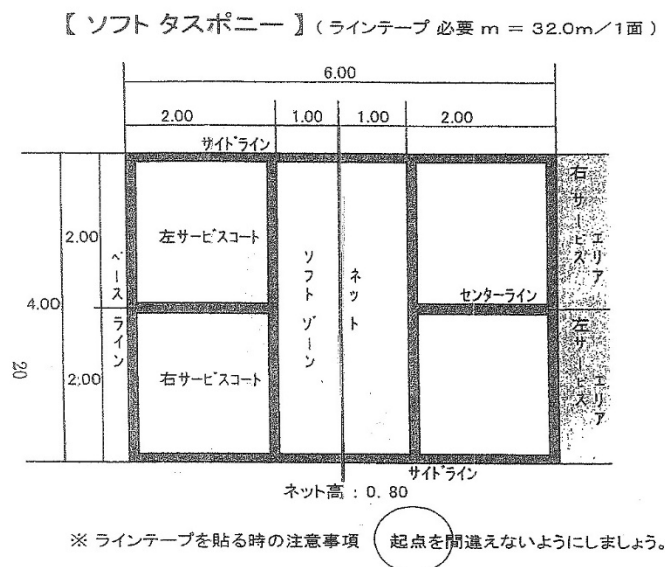 【 ソフト タスポニー 】 ( ラインテープ 必要 m = 32.0m/1面 )
6.00
2.00 1.00 1.00 2.00
サイドライン
右サービス
エリア
2.00
左サービスコート
ベース
ソフト
ネット
センターライン
4.00
ライン
ゾーン
左サービス
エリア
20
2:00
右サービスコート
サイドライン
ネット高 : 0. 80
※ ラインテープを貼る時の注意事項 起点を間違えないようにしましょう。